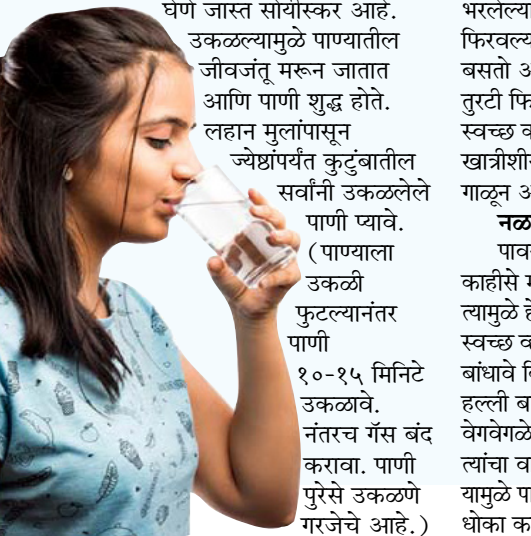 घेणे जास्त सोयीस्कर आहे.
उकळल्यामुळे पाण्यातील
जीवजंतू मरून जातात
आणि पाणी शुद्ध होते.
लहान मुलांपासून
ज्येष्ठांपर्यंत कुटुंबातील
सर्वांनी उकळलेले
पाणी प्यावे.
(पाण्याला
उकळी
फुटल्यानंतर
पाणी
१०-१५ मिनिटे
उकळावे.
नंतरच गॅस बंद
करावा. पाणी
पुरेसे उकळणे
गरजेचे आहे.)
भरलेल्या
फिरवल्य
बसतो अ
तुरटी फि
स्वच्छ व
खात्रीशी
गाळून अ
नळ
पाव
काहीसे म
त्यामुळे ह
स्वच्छ व
बांधावे वि
हल्ली ब
वेगवेगळे
त्यांचा व
यामुळे प
धोका क